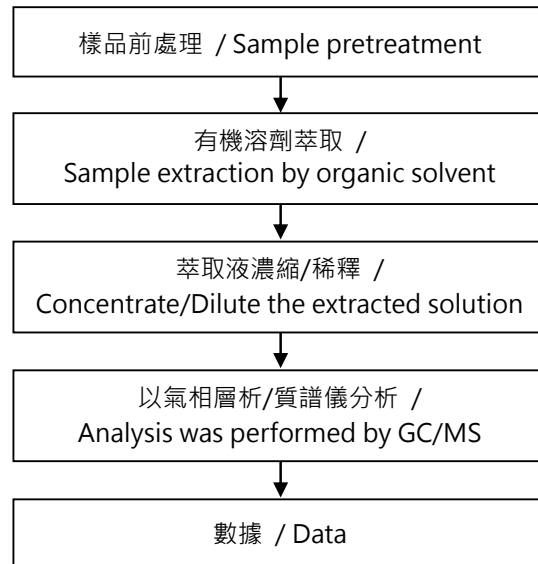 樣品前處理 / Sample pretreatment
有機溶劑萃取 /
Sample extraction by organic solvent
萃取液濃縮/稀釋 /
Concentrate/Dilute the extracted solution
以氣相層析/質譜儀分析 /
Analysis was performed by GC/MS
數據 / Data